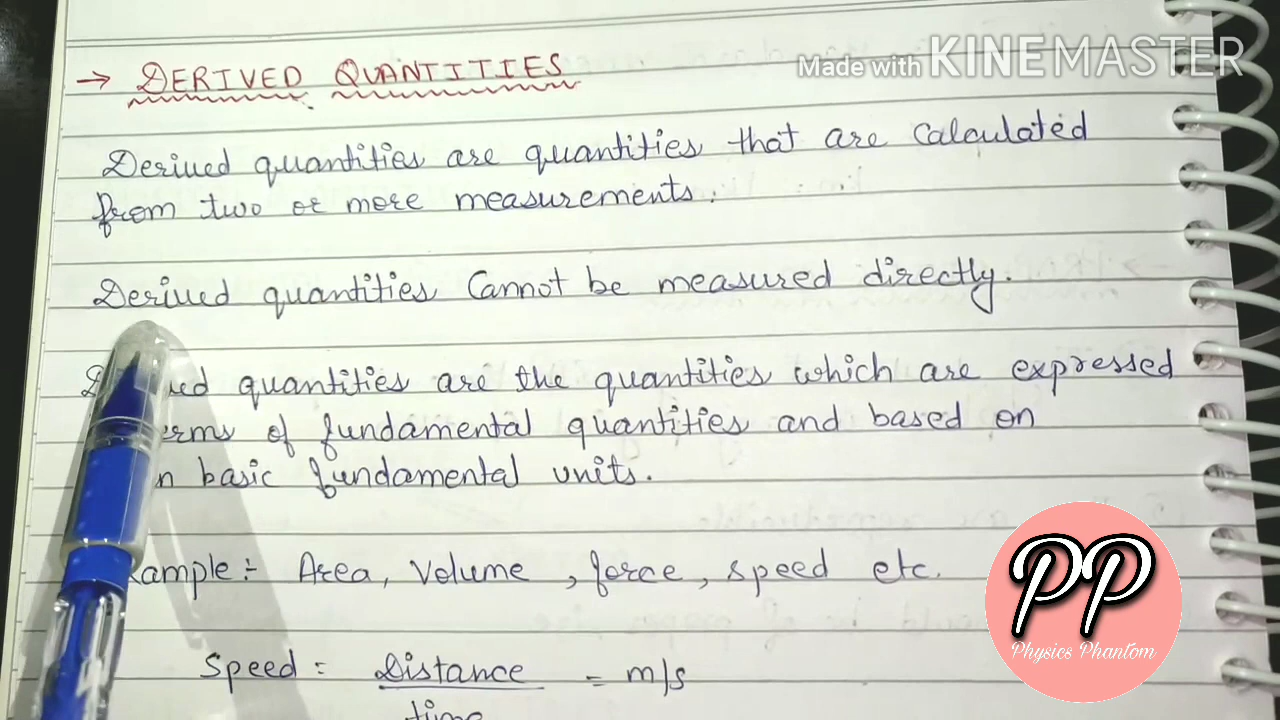 Made with KINEMASTER
→ DERIVED QUANTITIES
Derived quantities are quantities that are calculated
from two or more measurements.
Derived quantities cannot be measured directly.
quantities are the quantities which are expressed
of fundamental quantities and based on
basic fundamental units.
Area, Volume, force, speed etc.
Speed = Distance = m/s
time
PP
Physics Phantom